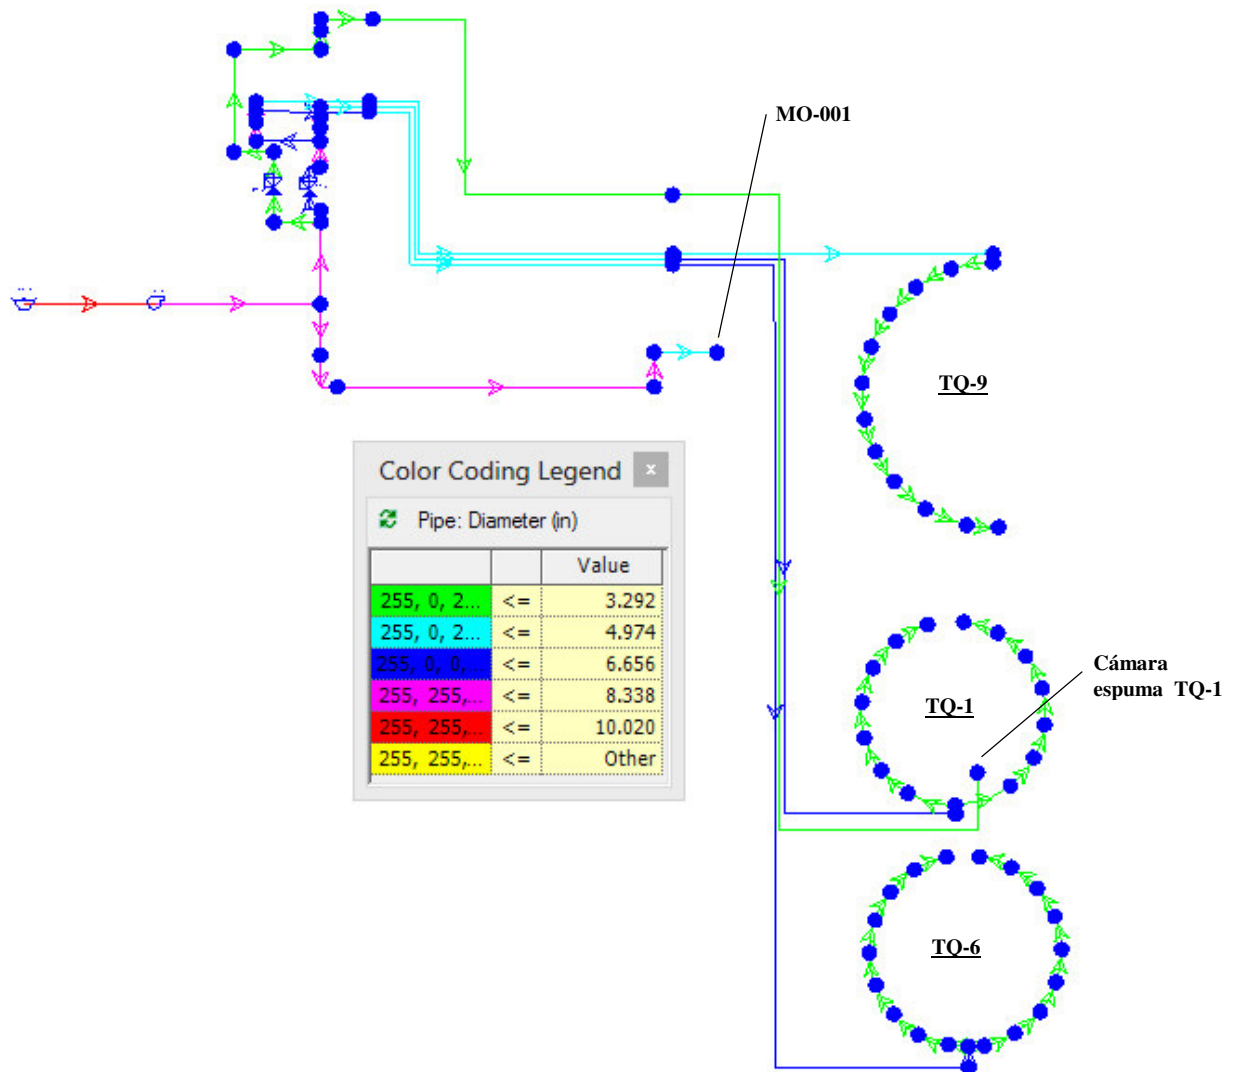 MO-001
TQ-9
Color Coding Legend x
Pipe: Diameter (in)
Value
255, 0, 2... <= 3.292
255, 0, 2... <= 4.974
255, 0, 0,... <= 6.656
255, 255,... <= 8.338
255, 255,... <= 10.020
255, 255,... <= Other
TQ-1
Cámara
espuma TQ-1
TQ-6